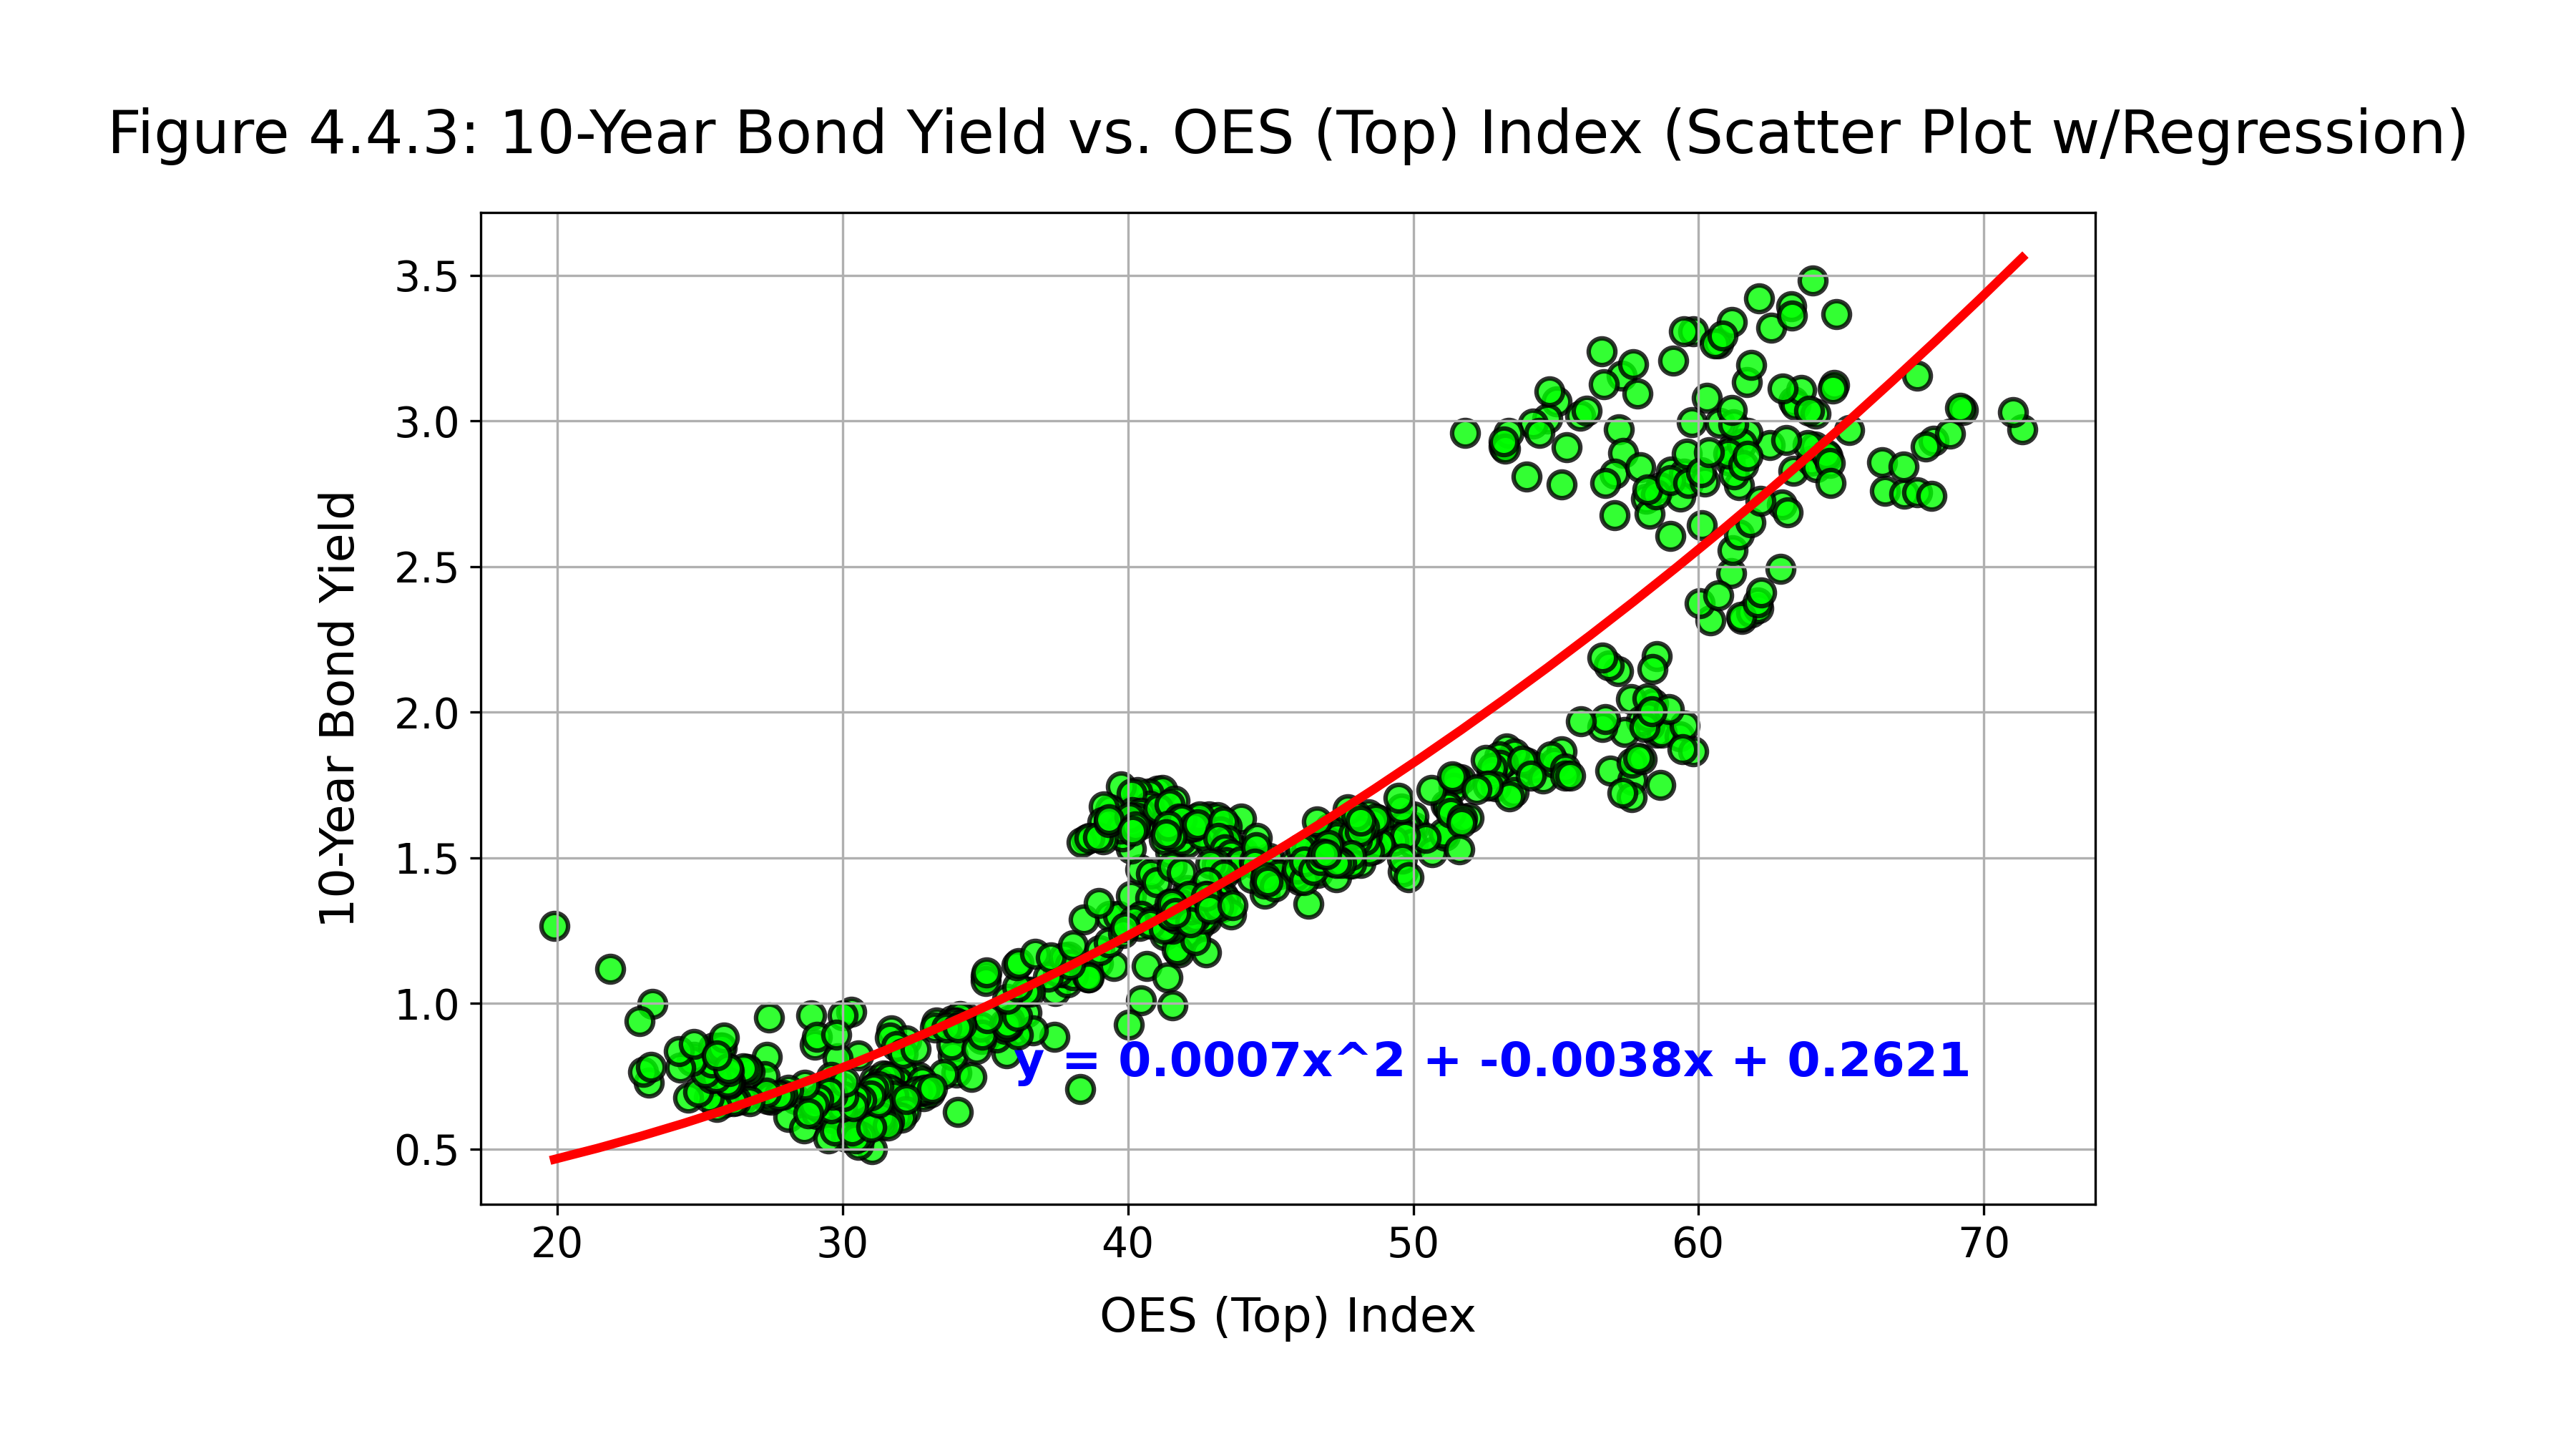 Figure 4.4.3: 10-Year Bond Yield vs. OES (Top) Index (Scatter Plot w/Regression)
10-Year Bond Yield
3.5
3.0
2.5
2.0
1.5
1.0
0.5
y = 0.0007x^2 + -0.0038x + 0.2621
20 30 40 50 60 70
OES (Top) Index